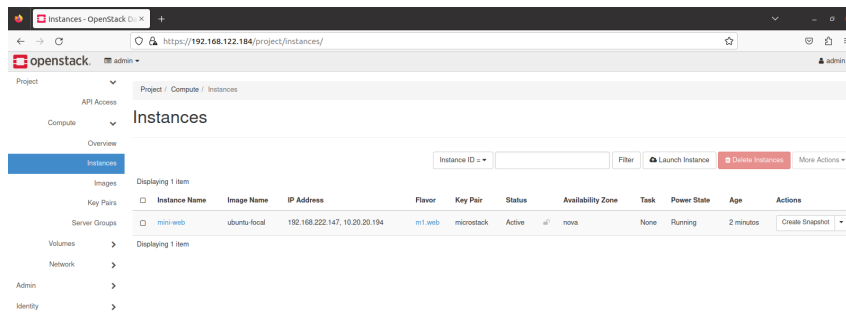 Instances - OpenStack Da
https://192.168.122.184/project/instances/
openstack. admin
admin
Project
API Access
Compute
Overview
Instances
Images
Key Pairs
Server Groups
Volumes
Network
Admin
Identity
Project / Compute / Instances
Instances
Instance ID = Filter Launch Instance Delete Instances More Actions
Displaying 1 item
Instance Name Image Name IP Address Flavor Key Pair Status Availability Zone Task Power State Age Actions
mini-web ubuntu-focal 192.168.222.147, 10.20.20.194 m1.web microstack Active nova None Running 2 minutos Create Snapshot
Displaying 1 item